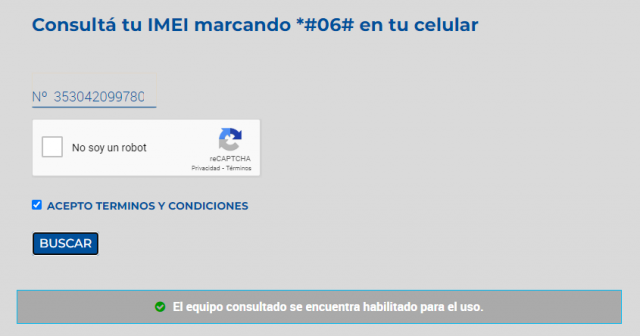 Consultá tu IMEI marcando *#06# en tu celular
Nº 353042099780
No soy un robot
reCAPTCHA
Privacidad - Términos
ACEPTO TERMINOS Y CONDICIONES
BUSCAR
El equipo consultado se encuentra habilitado para el uso.